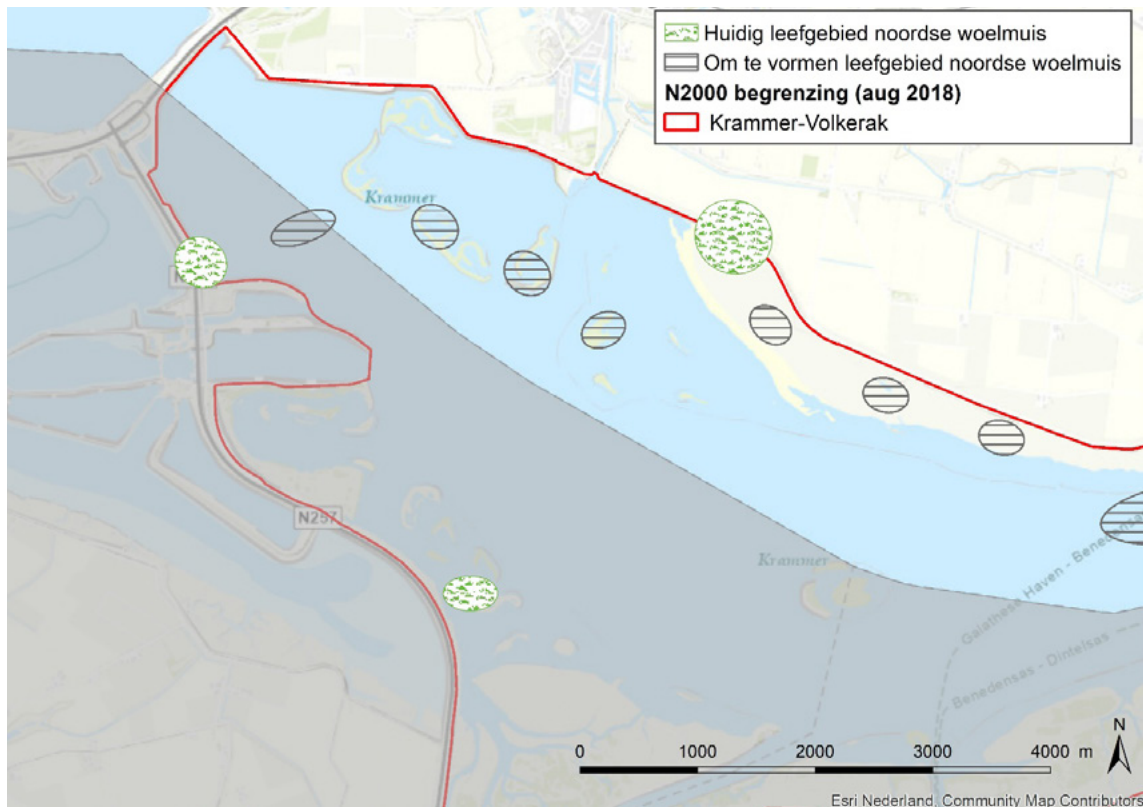 Huidig leefgebied noordse woelmuis
Om te vormen leefgebied noordse woelmuis
N2000 begrenzing (aug 2018)
Krammer-Volkerak
Krammer
N257
Krammer
Galathese Haven - Benedensas
Benedensas - Dintelsas
N
0 1000 2000 3000 4000 m
Esri Nederland, Community Map Contributo